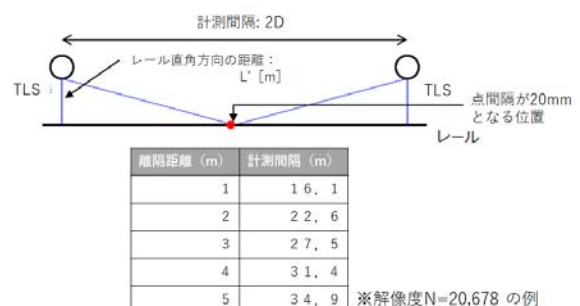 計測間隔: 2D
レール直角方向の距離：
L' [m]
TLS :
TLS
点間隔が20mm
となる位置
レール
離隔距離（m） 計測間隔（m）
1 16. 1
2 22, 6
3 27, 5
4 31, 4
5 34, 9
※解像度N=20.678 の例